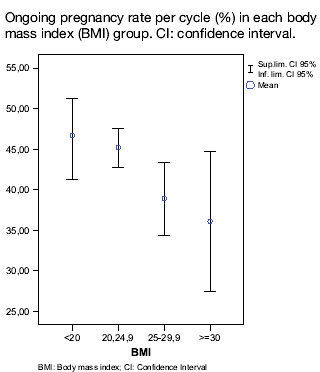 Ongoing pregnancy rate per cycle (%) in each body
mass index (BMI) group. CI: confidence interval.
Sup.lim. CI 95%
Inf. lim. CI 95%
Mean
55,00
50,00
45,00
40,00
35,00
30,00
25,00
<20
20,24,9
25-29,9
>=30
BMI
BMI: Body mass index; CI: Confidence Interval